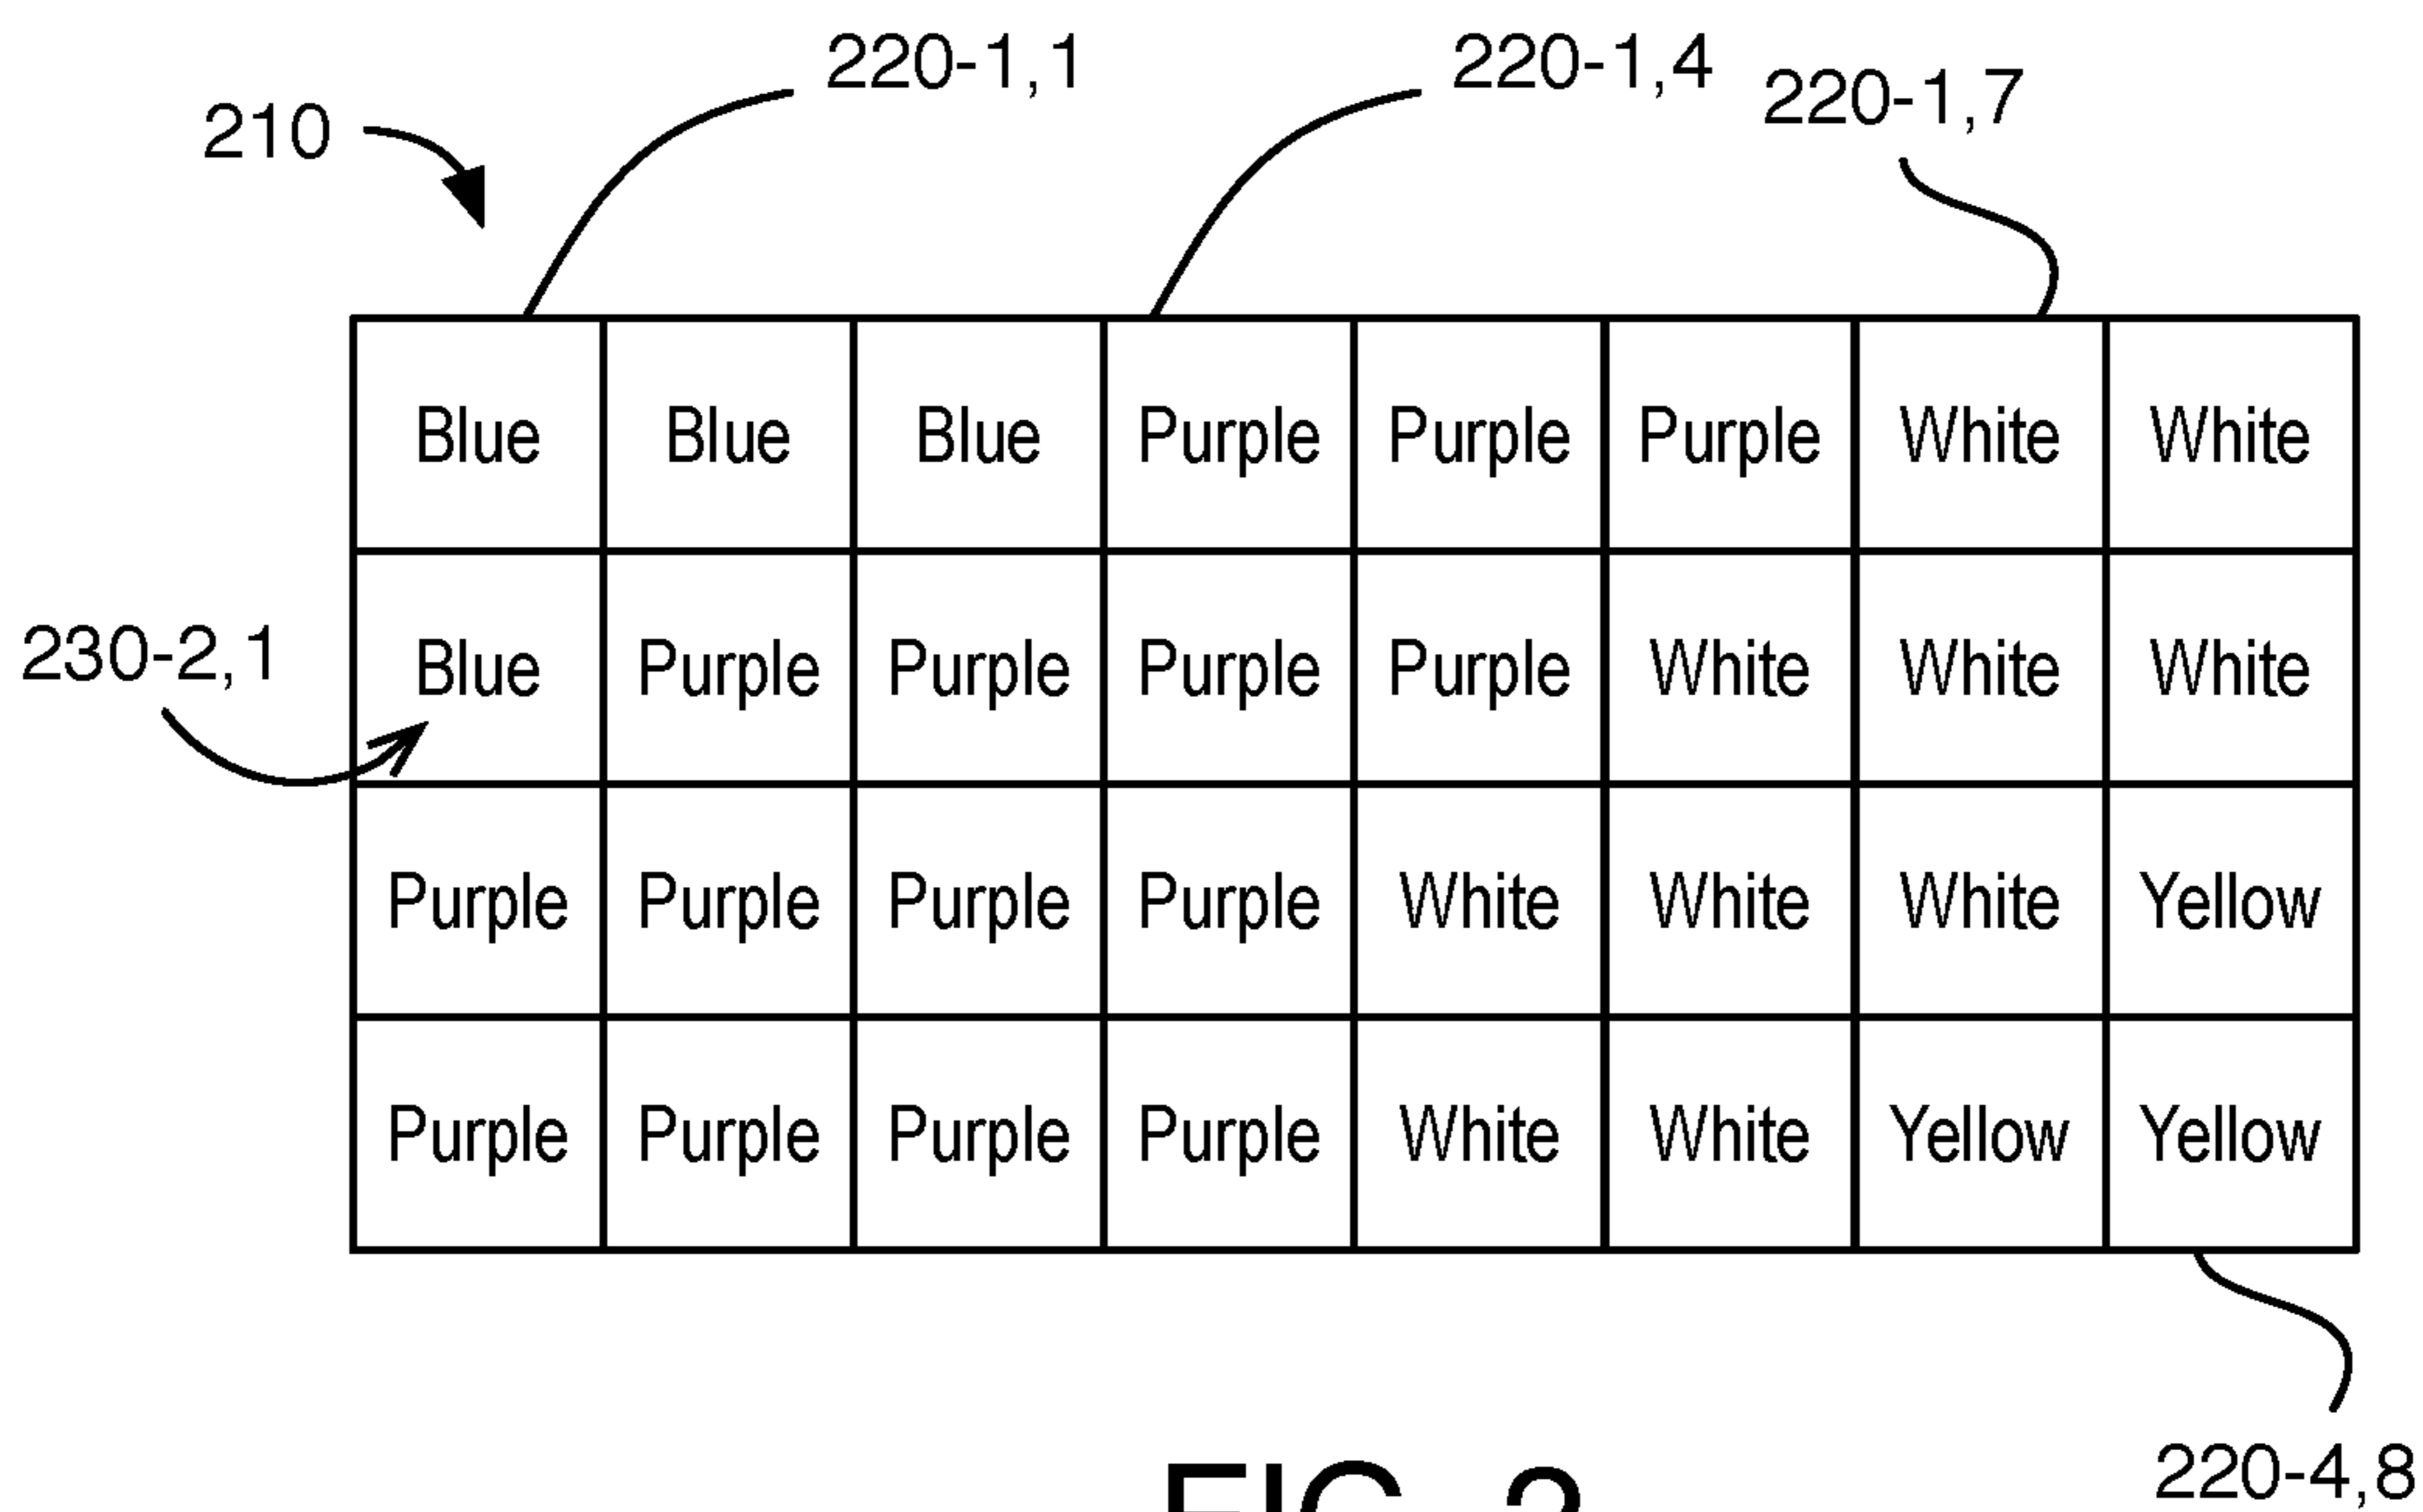 220-1,1
220-1,4
220-1,7
210
Blue Blue Blue Purple Purple Purple White White
230-2,1
Blue Purple Purple Purple Purple White White White
Purple Purple Purple Purple White White White Yellow
Purple Purple Purple Purple White White Yellow Yellow
220-4,8
FIG. 2